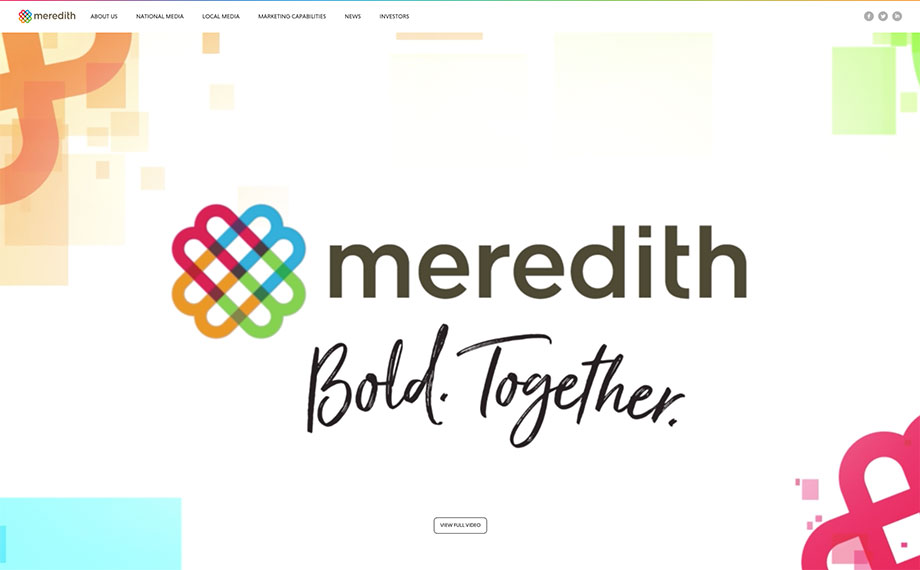 meredith ABOUT US NATIONAL MEDIA LOCAL MEDIA MARKETING CAPABILITIES NEWS INVESTORS
meredith
Bold. Together.
VIEW FULL VIDEO